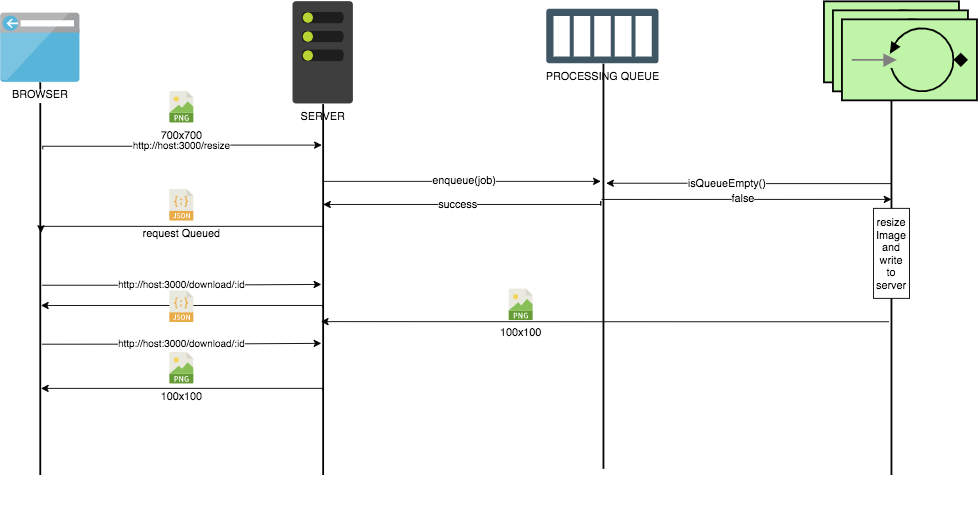 BROWSER
SERVER
PROCESSING QUEUE
PNG
700x700
http://host:3000/resize
enqueue(job)
isQueueEmpty()
success
false
{:}
JSON
request Queued
resize
Image
and
write
to
server
http://host:3000/download/:id
{:}
JSON
PNG
100x100
http://host:3000/download/:id
PNG
100x100